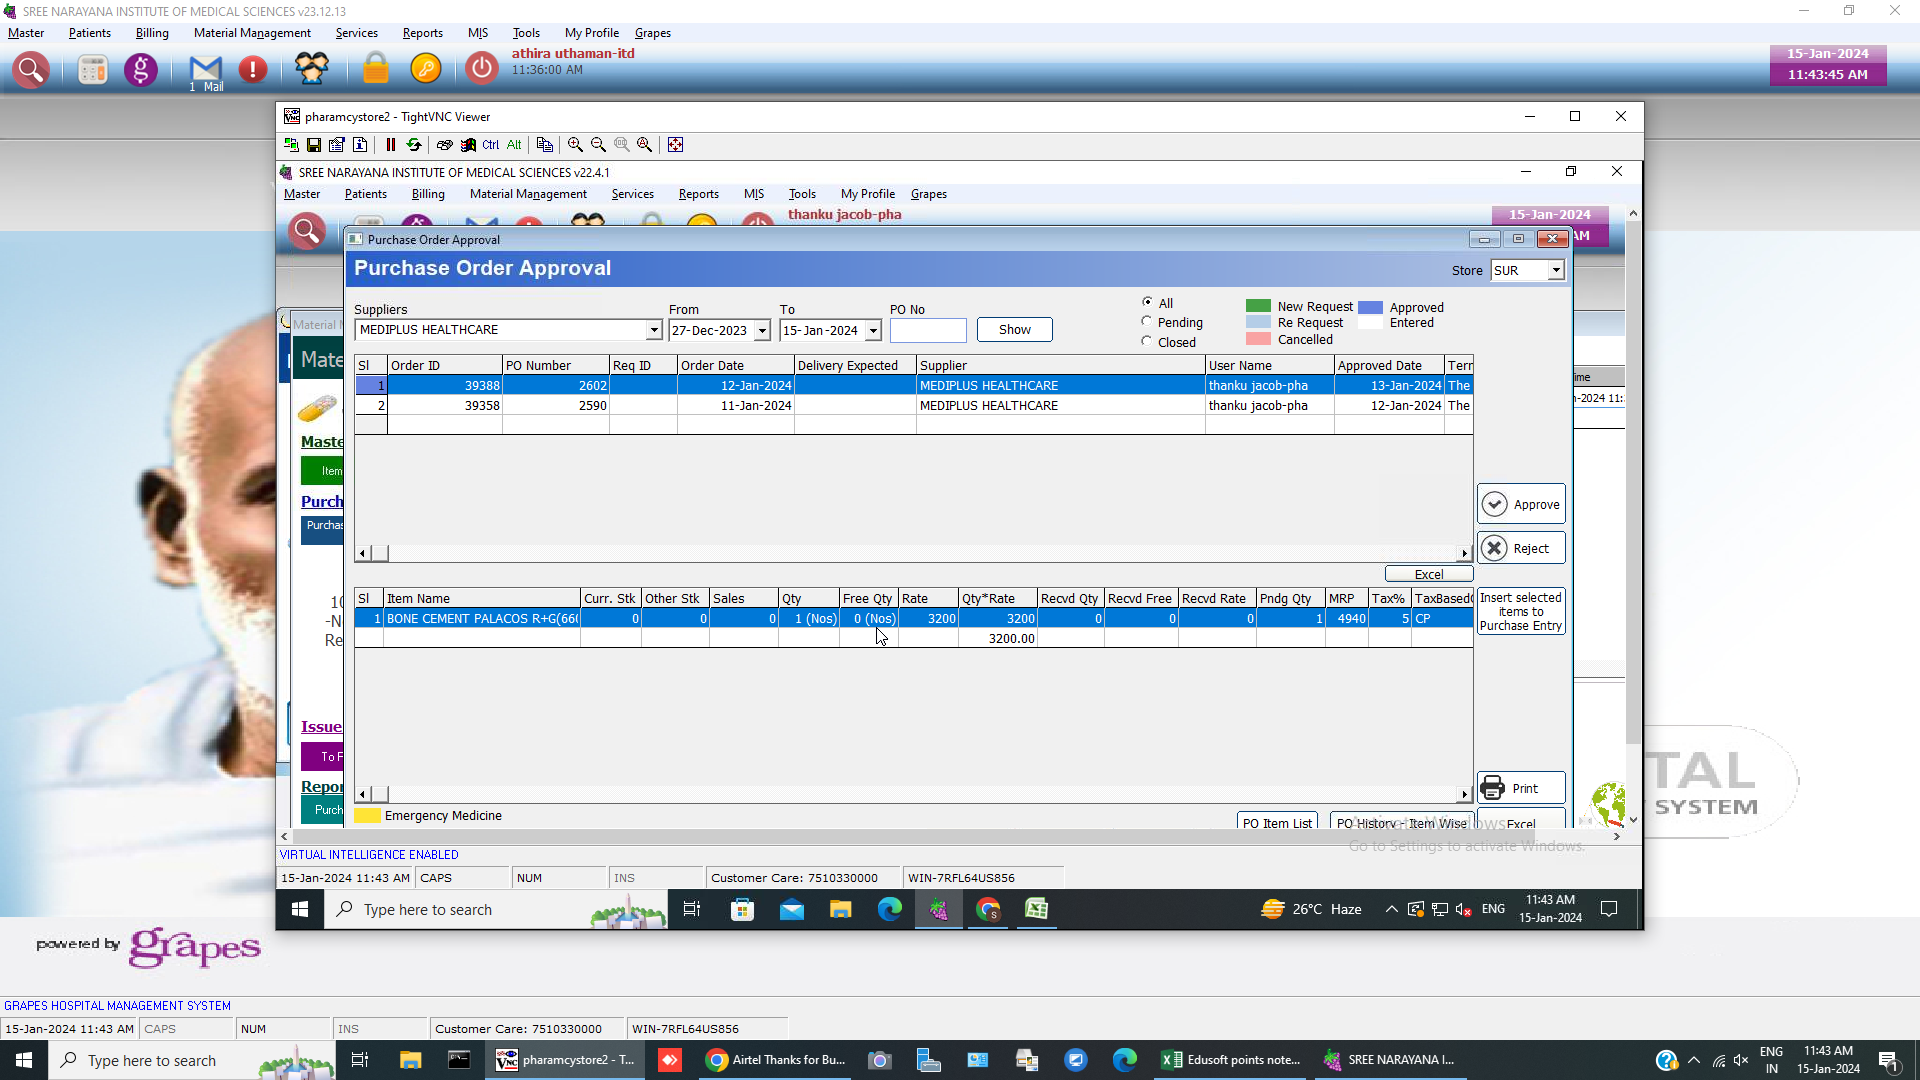 SREE NARAYANA INSTITUTE OF MEDICAL SCIENCES v23.12.13
Master Patients Billing Material Management Services Reports MIS Tools My Profile Grapes
1 Mail
athira uthaman-itd
11:36:00 AM
15-Jan-2024
11:43:45 AM
pharamcystore2 - TightVNC Viewer
Ctrl Alt
SREE NARAYANA INSTITUTE OF MEDICAL SCIENCES v22.4.1
Master Patients Billing Material Management Services Reports MIS Tools My Profile Grapes
thanku jacob-pha
15-Jan-2024
AM
Purchase Order Approval
Purchase Order Approval
Store SUR
Suppliers From To PO No
MEDIPLUS HEALTHCARE 27-Dec-2023 15-Jan-2024 Show
All
Pending
Closed
New Request Approved
Re Request Entered
Cancelled
Sl Order ID PO Number Req ID Order Date Delivery Expected Supplier User Name Approved Date Terr
1 39388 2602 12-Jan-2024 MEDIPLUS HEALTHCARE thanku jacob-pha 13-Jan-2024 The
2 39358 2590 11-Jan-2024 MEDIPLUS HEALTHCARE thanku jacob-pha 12-Jan-2024 The
Approve
Reject
Excel
Sl Item Name Curr. Stk Other Stk Sales Qty Free Qty Rate Qty*Rate Recvd Qty Recvd Free Recvd Rate Pndg Qty MRP Tax% TaxBased
1 BONE CEMENT PALACOS R+G(66 0 0 0 1 (Nos) 0 (Nos) 3200 3200 0 0 0 1 4940 5 CP
3200.00
Insert selected
items to
Purchase Entry
Print
Emergency Medicine
PO Item List PO History - Item Wise Excel
Material M
Mate
Maste
Item
Purch
Purchas
10
-No
Re
Issue
To F
Repor
Purch
ime
n-2024 11:
Activate Windows
Go to Settings to activate Windows.
VIRTUAL INTELLIGENCE ENABLED
15-Jan-2024 11:43 AM CAPS NUM INS Customer Care: 7510330000 WIN-7RFL64US856
Type here to search
26°C Haze ENG
11:43 AM
15-Jan-2024
TAL
SYSTEM
powered by grapes
GRAPES HOSPITAL MANAGEMENT SYSTEM
15-Jan-2024 11:43 AM CAPS NUM INS Customer Care: 7510330000 WIN-7RFL64US856
Type here to search
pharamcystore2 - T...
Airtel Thanks for Bu...
Edusoft points note...
SREE NARAYANA I...
ENG
IN
11:43 AM
15-Jan-2024
1